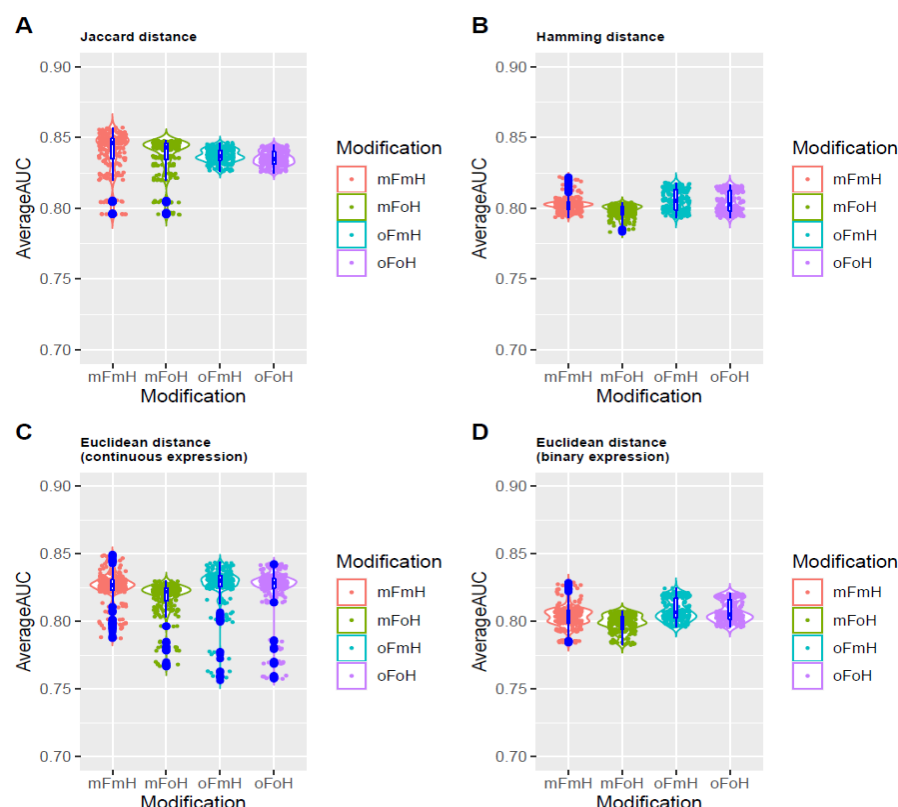 A
Jaccard distance
0.90
0.85
0.80
0.75
0.70
AverageAUC
mFmH mFoH oFmH oFoH
Modification
Modification
mFmH
mFoH
oFmH
oFoH
B
Hamming distance
0.90
0.85
0.80
0.75
0.70
AverageAUC
mFmH mFoH oFmH oFoH
Modification
Modification
mFmH
mFoH
oFmH
oFoH
C
Euclidean distance
(continuous expression)
0.90
0.85
0.80
0.75
0.70
AverageAUC
mFmH mFoH oFmH oFoH
Modification
Modification
mFmH
mFoH
oFmH
oFoH
D
Euclidean distance
(binary expression)
0.90
0.85
0.80
0.75
0.70
AverageAUC
mFmH mFoH oFmH oFoH
Modification
Modification
mFmH
mFoH
oFmH
oFoH